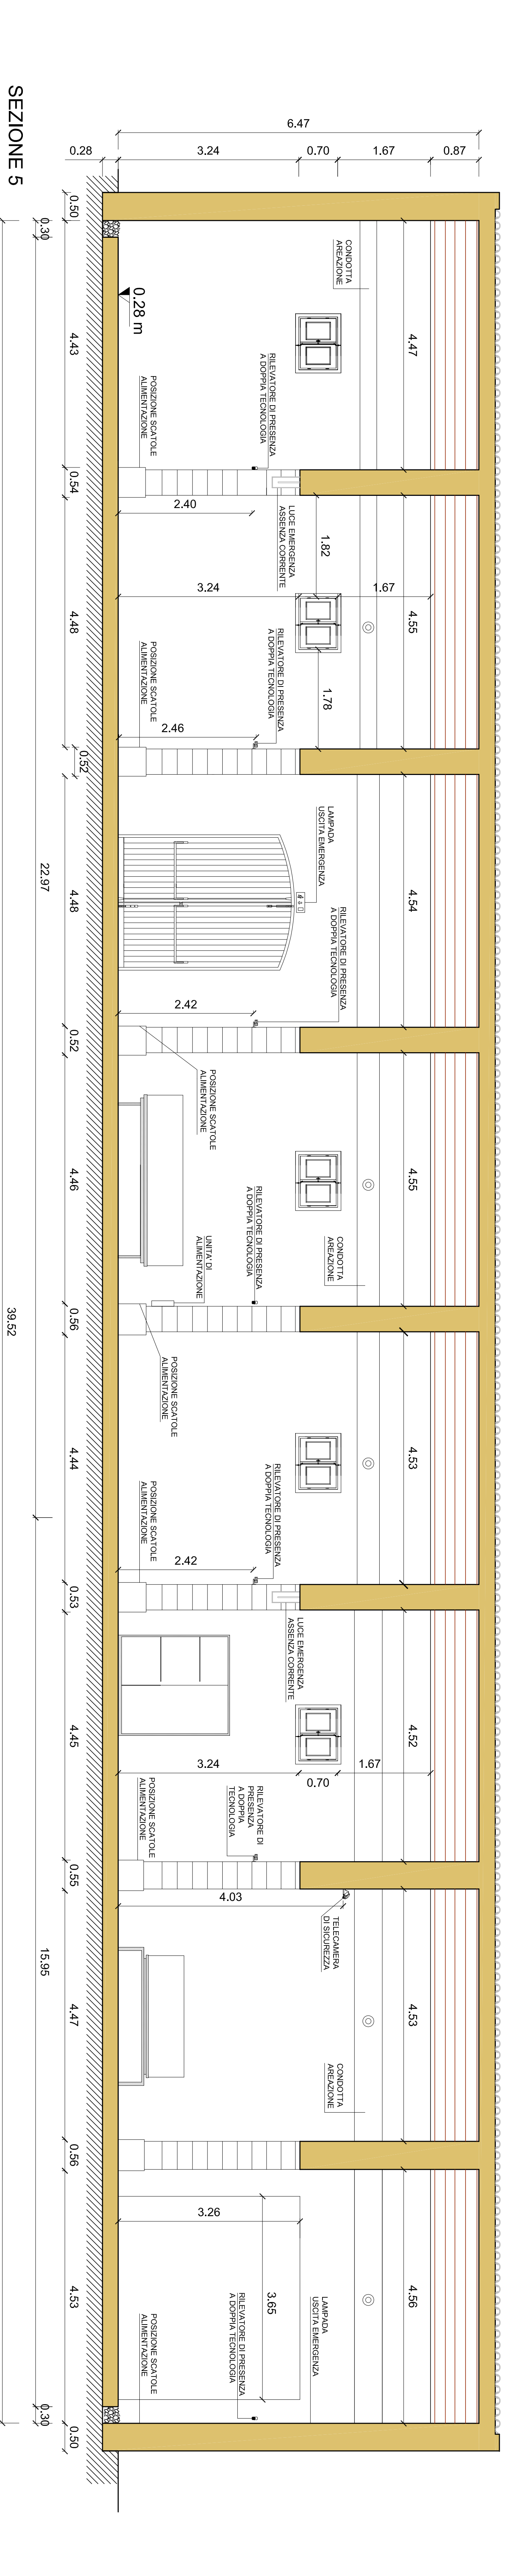 SEZIONE 5
6.47
0.28
3.24
0.70
1.67
0.87
0.50
0.30
CONDOTTA
AREAZIONE
4.47
0.28 m
4.43
RILEVATORE DI PRESENZA
A DOPPIA TECNOLOGIA
POSIZIONE SCATOLE
ALIMENTAZIONE
0.54
2.40
LUCE EMERGENZA
ASSENZA CORRENTE
1.82
3.24
1.67
4.55
4.48
RILEVATORE DI PRESENZA
A DOPPIA TECNOLOGIA
POSIZIONE SCATOLE
ALIMENTAZIONE
1.78
2.46
0.52
LAMPADA
USCITA EMERGENZA
22.97
4.48
4.54
RILEVATORE DI PRESENZA
A DOPPIA TECNOLOGIA
2.42
0.52
POSIZIONE SCATOLE
ALIMENTAZIONE
4.46
4.55
RILEVATORE DI PRESENZA
A DOPPIA TECNOLOGIA
UNITA' DI
ALIMENTAZIONE
CONDOTTA
AREAZIONE
39.52
0.56
POSIZIONE SCATOLE
ALIMENTAZIONE
4.44
4.53
RILEVATORE DI PRESENZA
A DOPPIA TECNOLOGIA
POSIZIONE SCATOLE
ALIMENTAZIONE
2.42
0.53
LUCE EMERGENZA
ASSENZA CORRENTE
4.45
4.52
3.24
0.70
1.67
RILEVATORE DI
PRESENZA
A DOPPIA
TECNOLOGIA
POSIZIONE SCATOLE
ALIMENTAZIONE
0.55
4.03
TELECAMERA
DI SICUREZZA
15.95
4.47
4.53
CONDOTTA
AREAZIONE
0.56
3.26
3.65
4.53
4.56
LAMPADA
USCITA EMERGENZA
RILEVATORE DI PRESENZA
A DOPPIA TECNOLOGIA
POSIZIONE SCATOLE
ALIMENTAZIONE
0.30
0.50